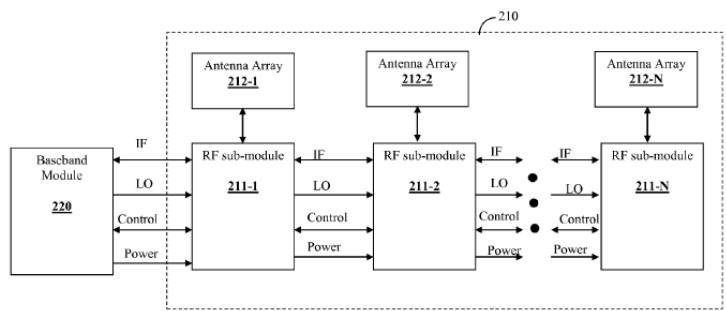 210
Antenna Array
212-1
Antenna Array
212-2
Antenna Array
212-N
Baseband
Module
220
IF
LO
Control
Power
RF sub-module
211-1
IF
LO
Control
Power
RF sub-module
211-2
IF
LO
Control
Power
IF
LO
Control
Power
RF sub-module
211-N